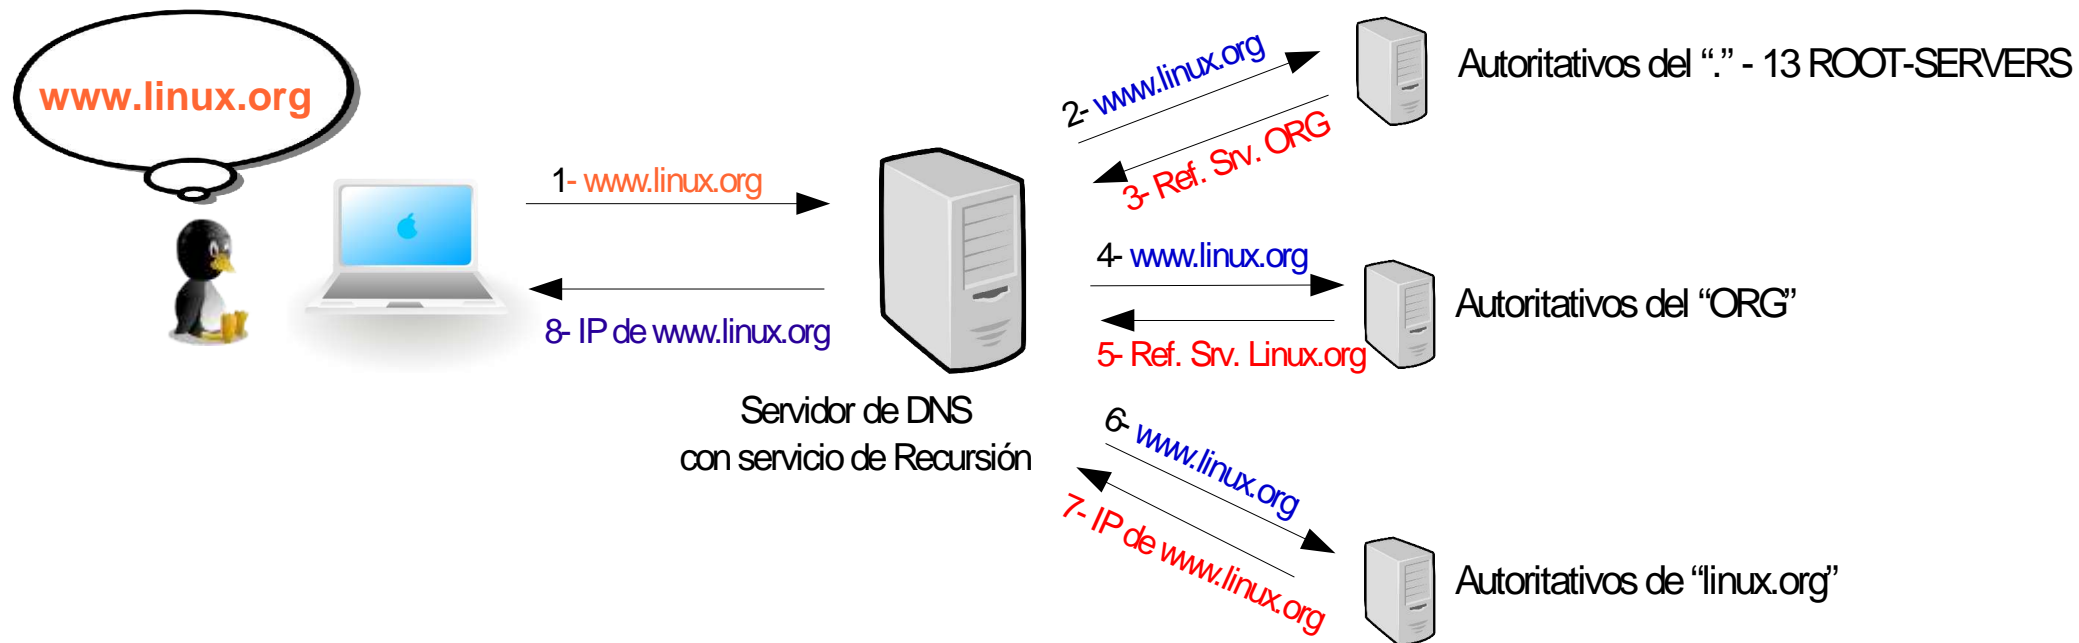 www.linux.org
1- www.linux.org
8- IP de www.linux.org
Servidor de DNS
con servicio de Recursión
2- www.linux.org
3- Ref. Srv. ORG
Autoritativos del “.” - 13 ROOT-SERVERS
4- www.linux.org
5- Ref. Srv. Linux.org
Autoritativos del “ORG”
6- www.linux.org
7- IP de www.linux.org
Autoritativos de “linux.org”